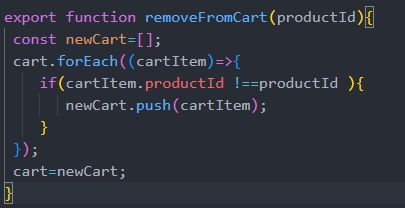 export function removeFromCart(productId){
const newCart=[];
cart.forEach((cartItem)=>{
if(cartItem.productId !==productId ){
newCart.push(cartItem);
}
});
cart=newCart;
}